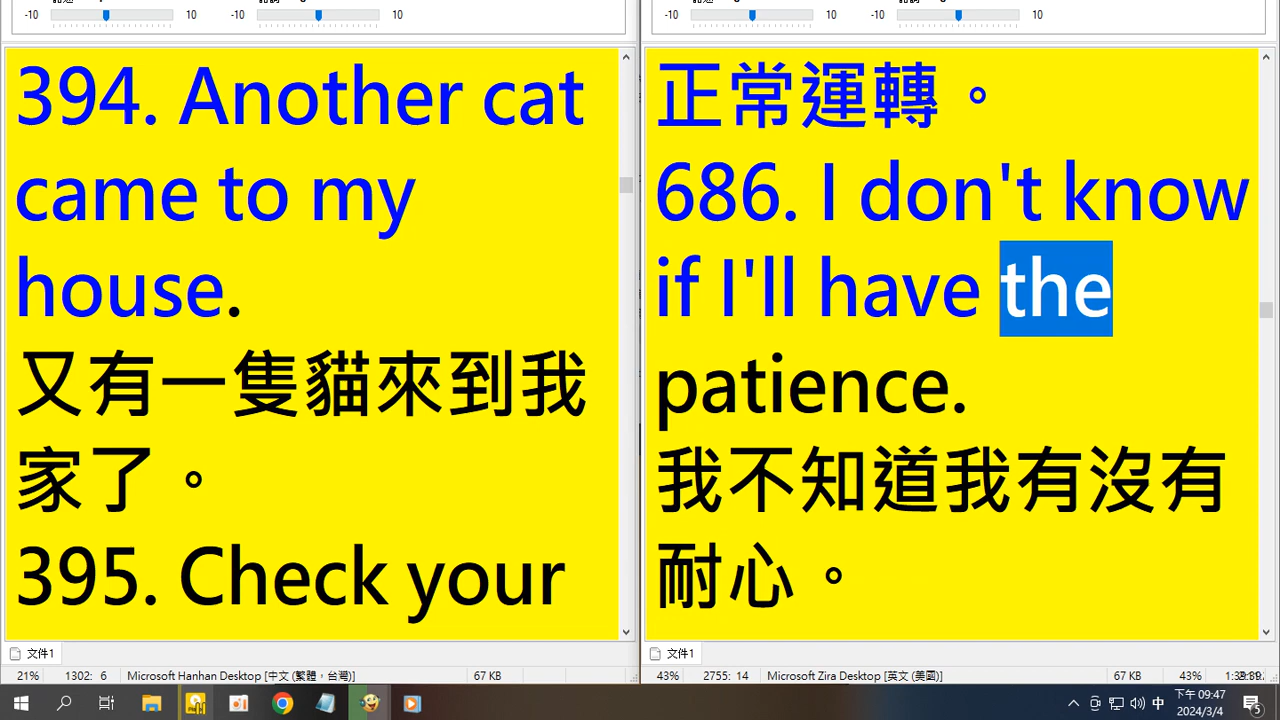 -10 10 -10 10
394. Another cat
came to my
house.
又有一隻貓來到我
家了。
395. Check your
文件1
21% 1302: 6 Microsoft Hanhan Desktop [中文 (繁體，台灣)] 67 KB
-10 10 -10 10
正常運轉。
686. I don't know
if I'll have the
patience.
我不知道我有沒有
耐心。
文件1
43% 2755: 14 Microsoft Zira Desktop [英文 (美國)] 67 KB 43%
中
下午 09:47
2024/3/4
5